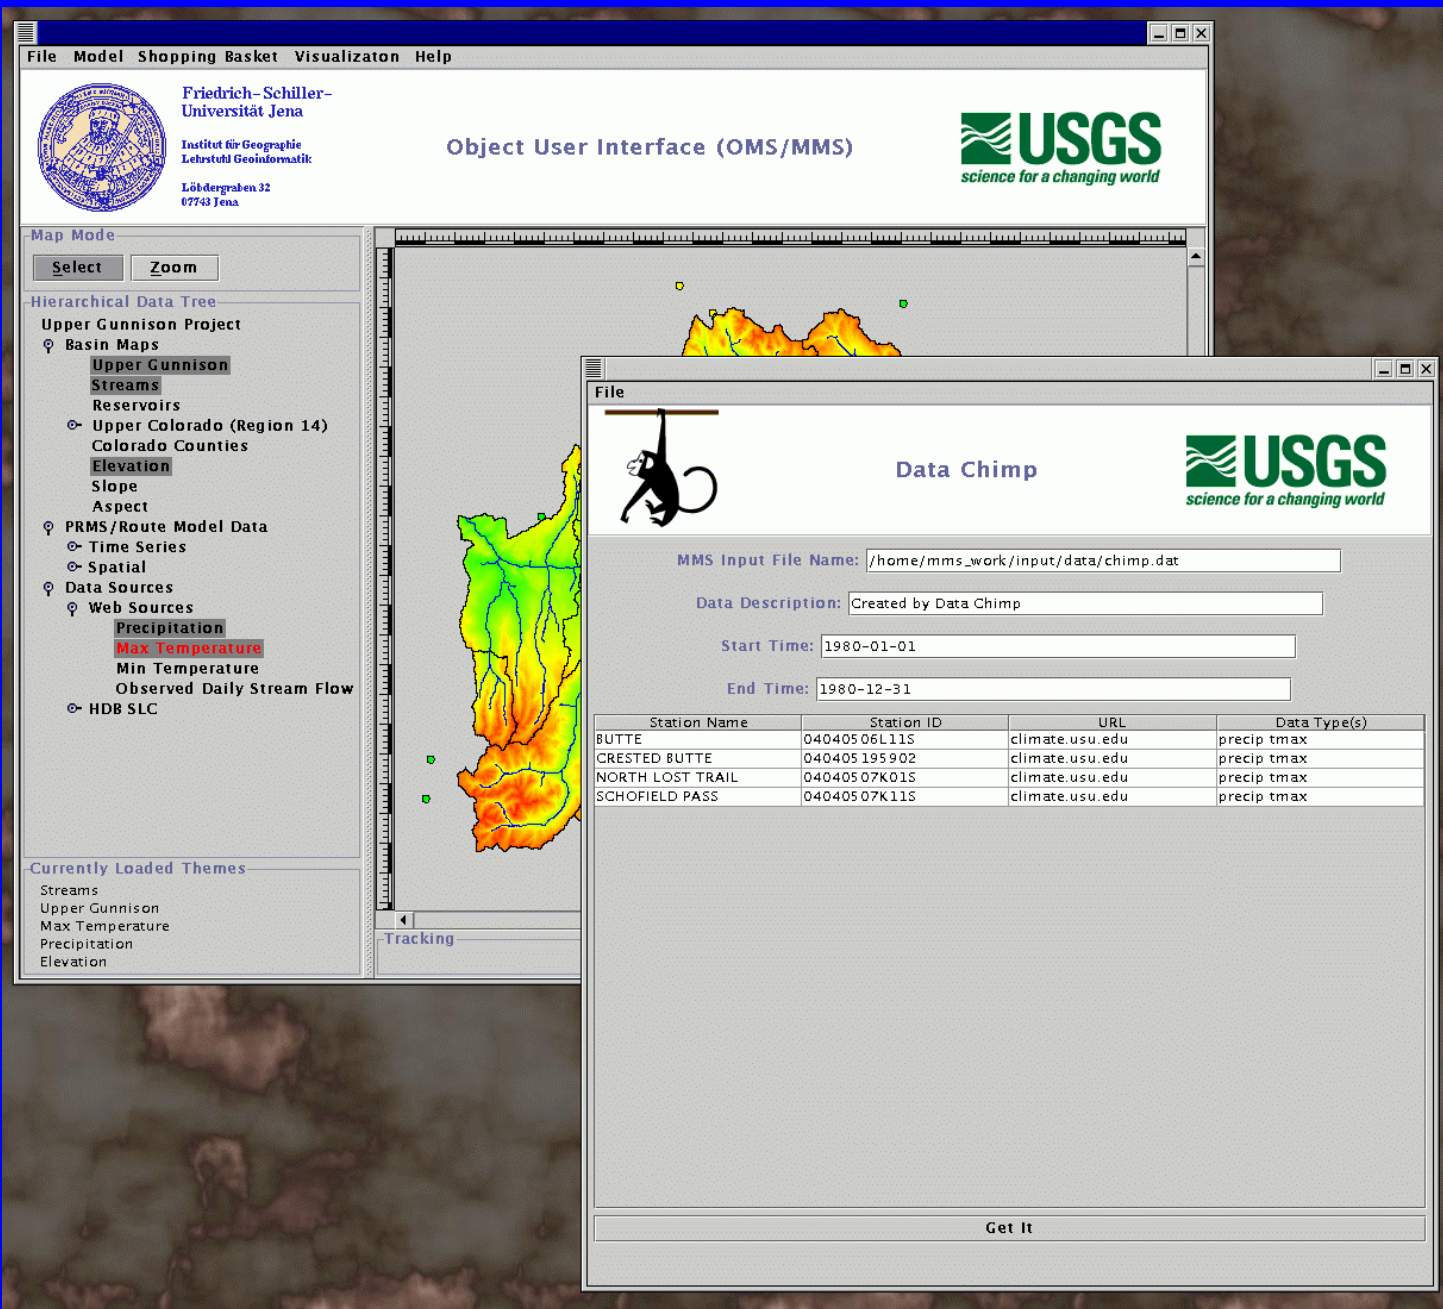 File Model Shopping Basket Visualizaton Help
Friedrich-Schiller-
Universität Jena
Institut für Geographie
Lehrstuhl Geoinformatik
Löbdergraben 32
07743 Jena
Object User Interface (OMS/MMS)
USGS
science for a changing world
Map Mode
Select Zoom
Hierarchical Data Tree
Upper Gunnison Project
Basin Maps
Upper Gunnison
Streams
Reservoirs
Upper Colorado (Region 14)
Colorado Counties
Elevation
Slope
Aspect
PRMS/Route Model Data
Time Series
Spatial
Data Sources
Web Sources
Precipitation
Max Temperature
Min Temperature
Observed Daily Stream Flow
HDB SLC
Currently Loaded Themes
Streams
Upper Gunnison
Max Temperature
Precipitation
Elevation
Tracking
File
Data Chimp
USGS
science for a changing world
MMS Input File Name: /home/mms_work/input/data/chimp.dat
Data Description: Created by Data Chimp
Start Time: 1980-01-01
End Time: 1980-12-31
Station Name Station ID URL Data Type(s)
BUTTE 04040506L11S climate.usu.edu precip tmax
CRESTED BUTTE 040405195902 climate.usu.edu precip tmax
NORTH LOST TRAIL 04040507K01S climate.usu.edu precip tmax
SCHOFIELD PASS 04040507K11S climate.usu.edu precip tmax
Get It